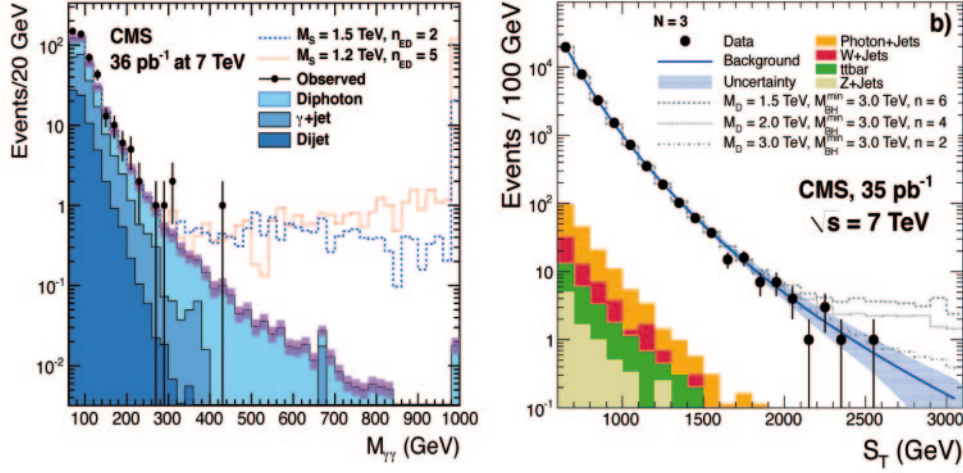 Events/20 GeV
10²
10
1
10⁻¹
10⁻²
CMS
36 pb⁻¹ at 7 TeV
M_S = 1.5 TeV, n_ED = 2
M_S = 1.2 TeV, n_ED = 5
Observed
Diphoton
γ+jet
Dijet
100 200 300 400 500 600 700 800 900 1000
M_γγ (GeV)
Events / 100 GeV
10⁴
10³
10²
10
1
10⁻¹
N = 3
b)
Data
Background
Uncertainty
Photon+Jets
W+Jets
ttbar
Z+Jets
M_D = 1.5 TeV, M_BH^min = 3.0 TeV, n = 6
M_D = 2.0 TeV, M_BH^min = 3.0 TeV, n = 4
M_D = 3.0 TeV, M_BH^min = 3.0 TeV, n = 2
CMS, 35 pb⁻¹
√s = 7 TeV
1000 1500 2000 2500 3000
S_T (GeV)